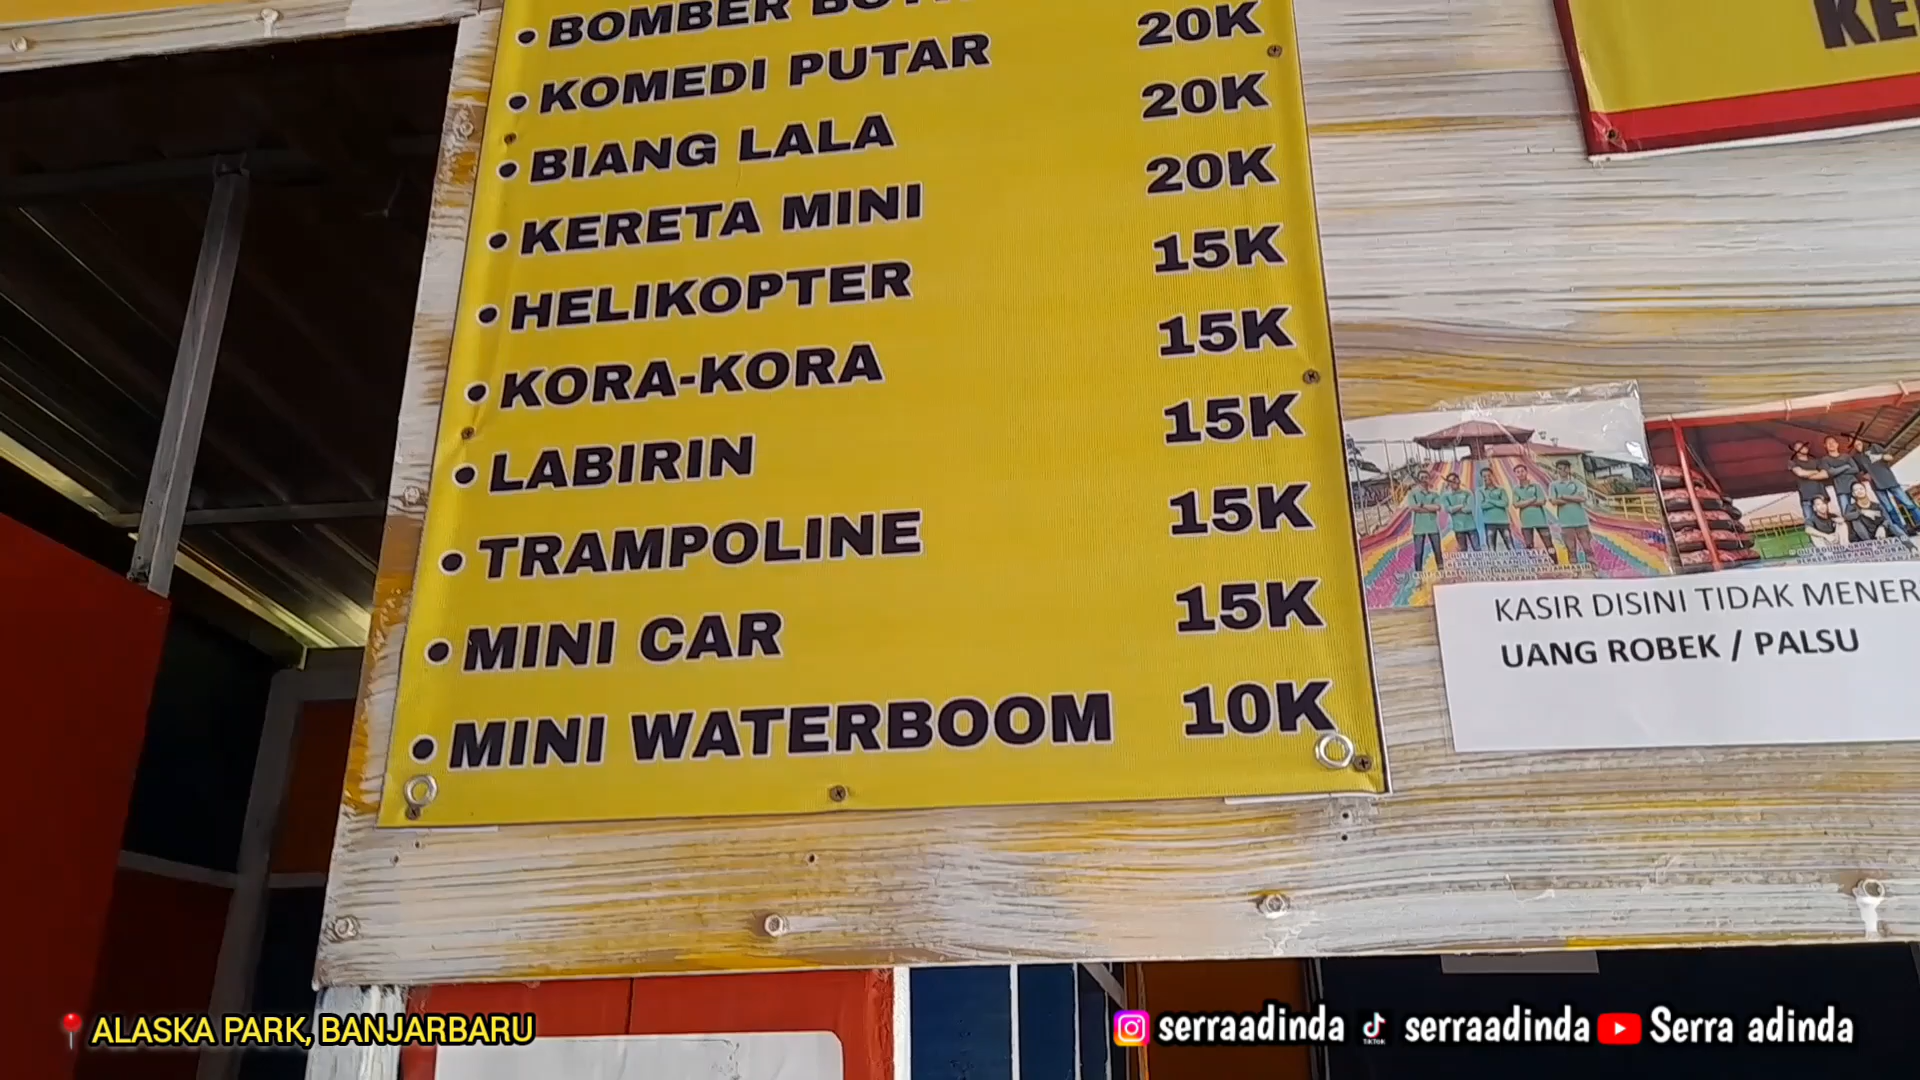 • BOMBER
• KOMEDI PUTAR 20K
• BIANG LALA 20K
• KERETA MINI 20K
• HELIKOPTER 15K
• KORA-KORA 15K
• LABIRIN 15K
• TRAMPOLINE 15K
• MINI CAR 15K
• MINI WATERBOOM 10K
KASIR DISINI TIDAK MENER
UANG ROBEK / PALSU
ALASKA PARK, BANJARBARU
serraadinda serraadinda Serra adinda